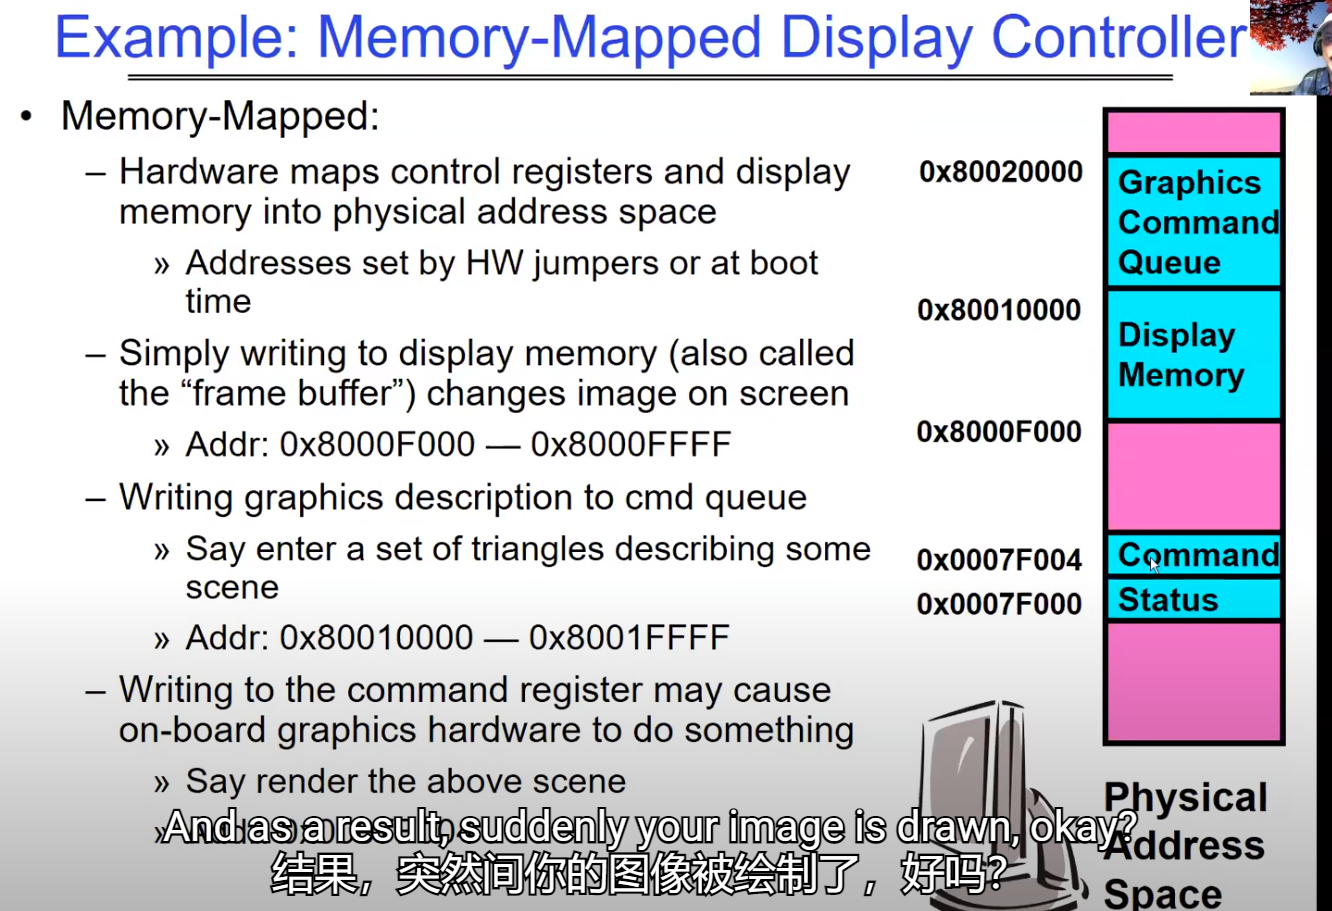 Example: Memory-Mapped Display Controller
• Memory-Mapped:
– Hardware maps control registers and display
memory into physical address space
» Addresses set by HW jumpers or at boot
time
– Simply writing to display memory (also called
the “frame buffer”) changes image on screen
» Addr: 0x8000F000 — 0x8000FFFF
– Writing graphics description to cmd queue
» Say enter a set of triangles describing some
scene
» Addr: 0x80010000 — 0x8001FFFF
– Writing to the command register may cause
on-board graphics hardware to do something
» Say render the above scene
»
0x80020000
Graphics
Command
Queue
0x80010000
Display
Memory
0x8000F000
0x0007F004
Command
0x0007F000
Status
Physical
Address
Space
And as a result, suddenly your image is drawn, okay?
结果，突然间你的图像被绘制了，好吗？